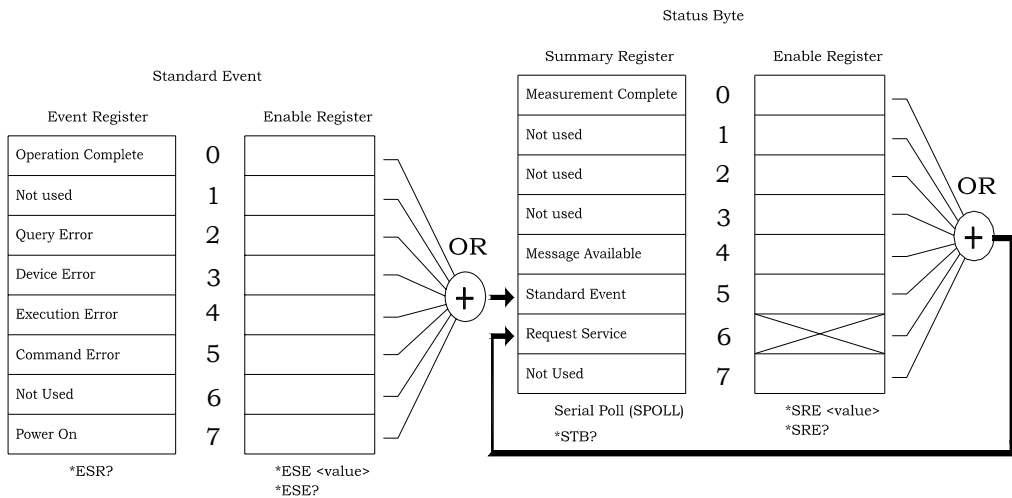 Status Byte
Standard Event
Summary Register
Enable Register
Event Register
Enable Register
Operation Complete
0
Not used
1
Query Error
2
Device Error
3
Execution Error
4
Command Error
5
Not Used
6
Power On
7
OR
+
*ESR?
*ESE <value>
*ESE?
Measurement Complete
0
Not used
1
Not used
2
Not used
3
Message Available
4
Standard Event
5
Request Service
6
Not Used
7
OR
+
Serial Poll (SPOLL)
*STB?
*SRE <value>
*SRE?